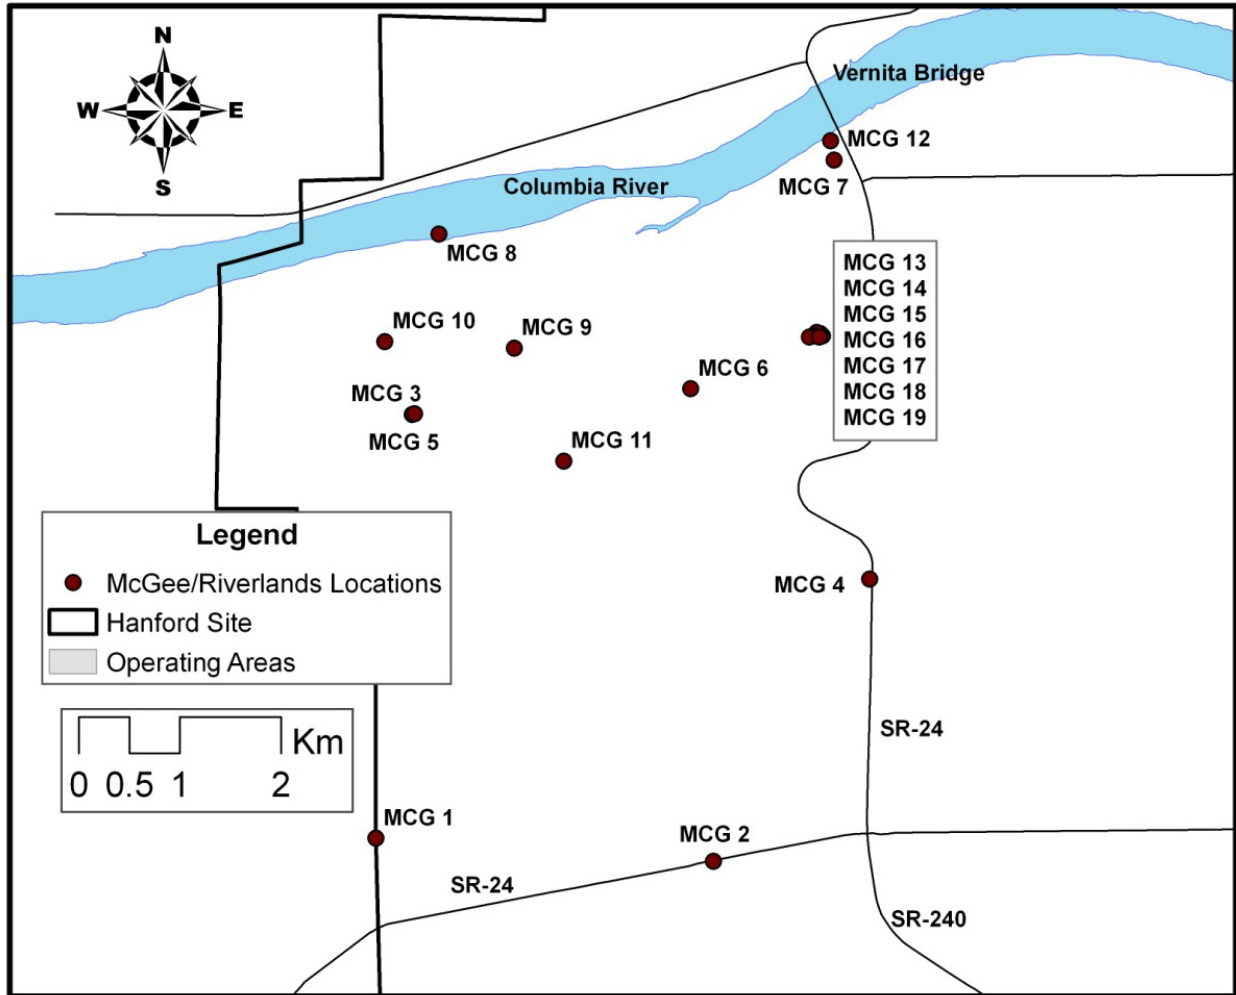 N
W E
S
Vernita Bridge
MCG 12
MCG 7
Columbia River
MCG 8
MCG 13
MCG 14
MCG 15
MCG 16
MCG 17
MCG 18
MCG 19
MCG 10
MCG 9
MCG 6
MCG 3
MCG 5
MCG 11
Legend
McGee/Riverlands Locations
Hanford Site
Operating Areas
MCG 4
SR-24
Km
0 0.5 1 2
MCG 1
MCG 2
SR-24
SR-240